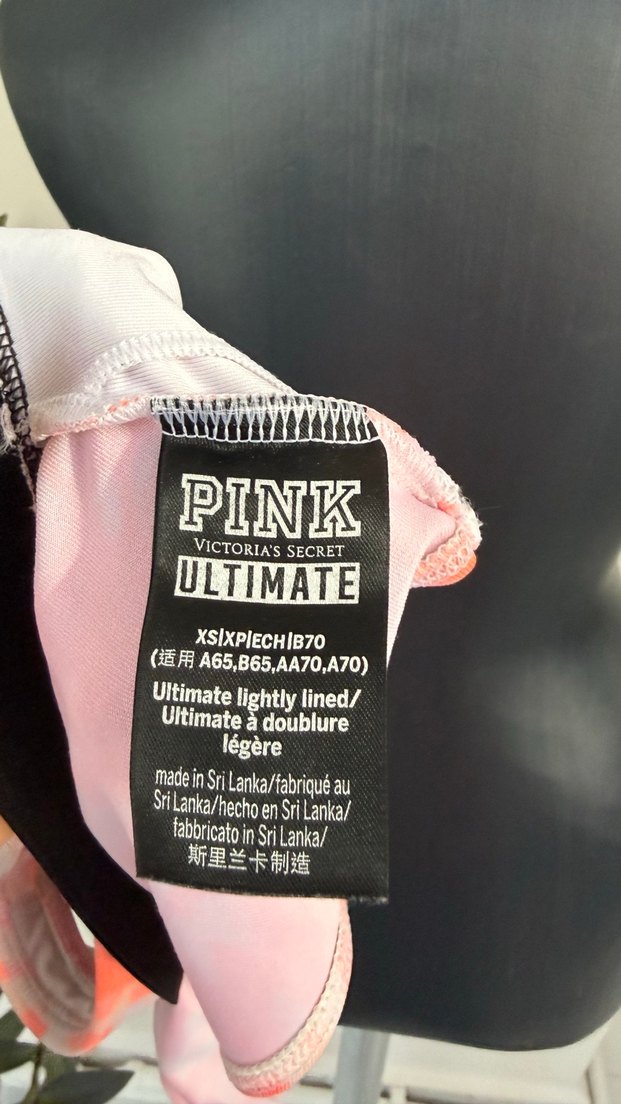 PINK
VICTORIA'S SECRET
ULTIMATE
XS|XP|ECH|B70
(适用 A65,B65,AA70,A70)
Ultimate lightly lined/
Ultimate à doublure
légère
made in Sri Lanka/fabriqué au
Sri Lanka/hecho en Sri Lanka/
fabbricato in Sri Lanka/
斯里兰卡制造